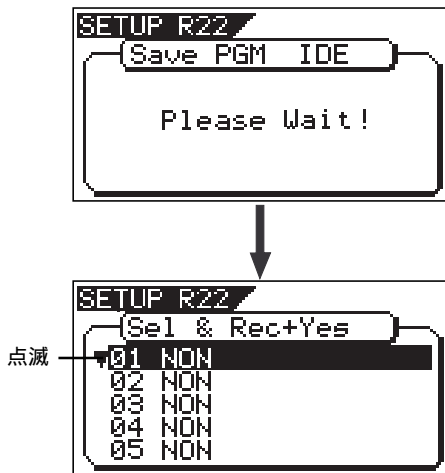 SETUP R22
Save PGM IDE
Please Wait!
SETUP R22
Sel & Rec+Yes
点滅
01 NON
02 NON
03 NON
04 NON
05 NON